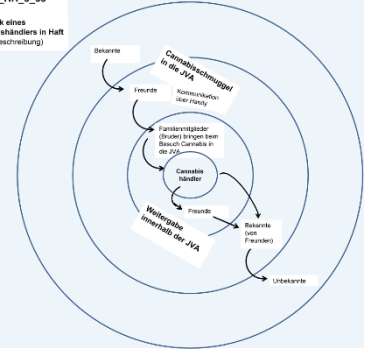 k eines
shändlers in Haft
eschreibung)
Bekannte
Cannabisschmuggel
in die JVA
Freunde
Kommunikation
über Handy
Familienmitglieder
(Bruder) bringen beim
Besuch Cannabis in
die JVA
Cannabis
händler
Freunde
Weitergabe
innerhalb der JVA
Bekannte
(von
Freunden)
Unbekannte